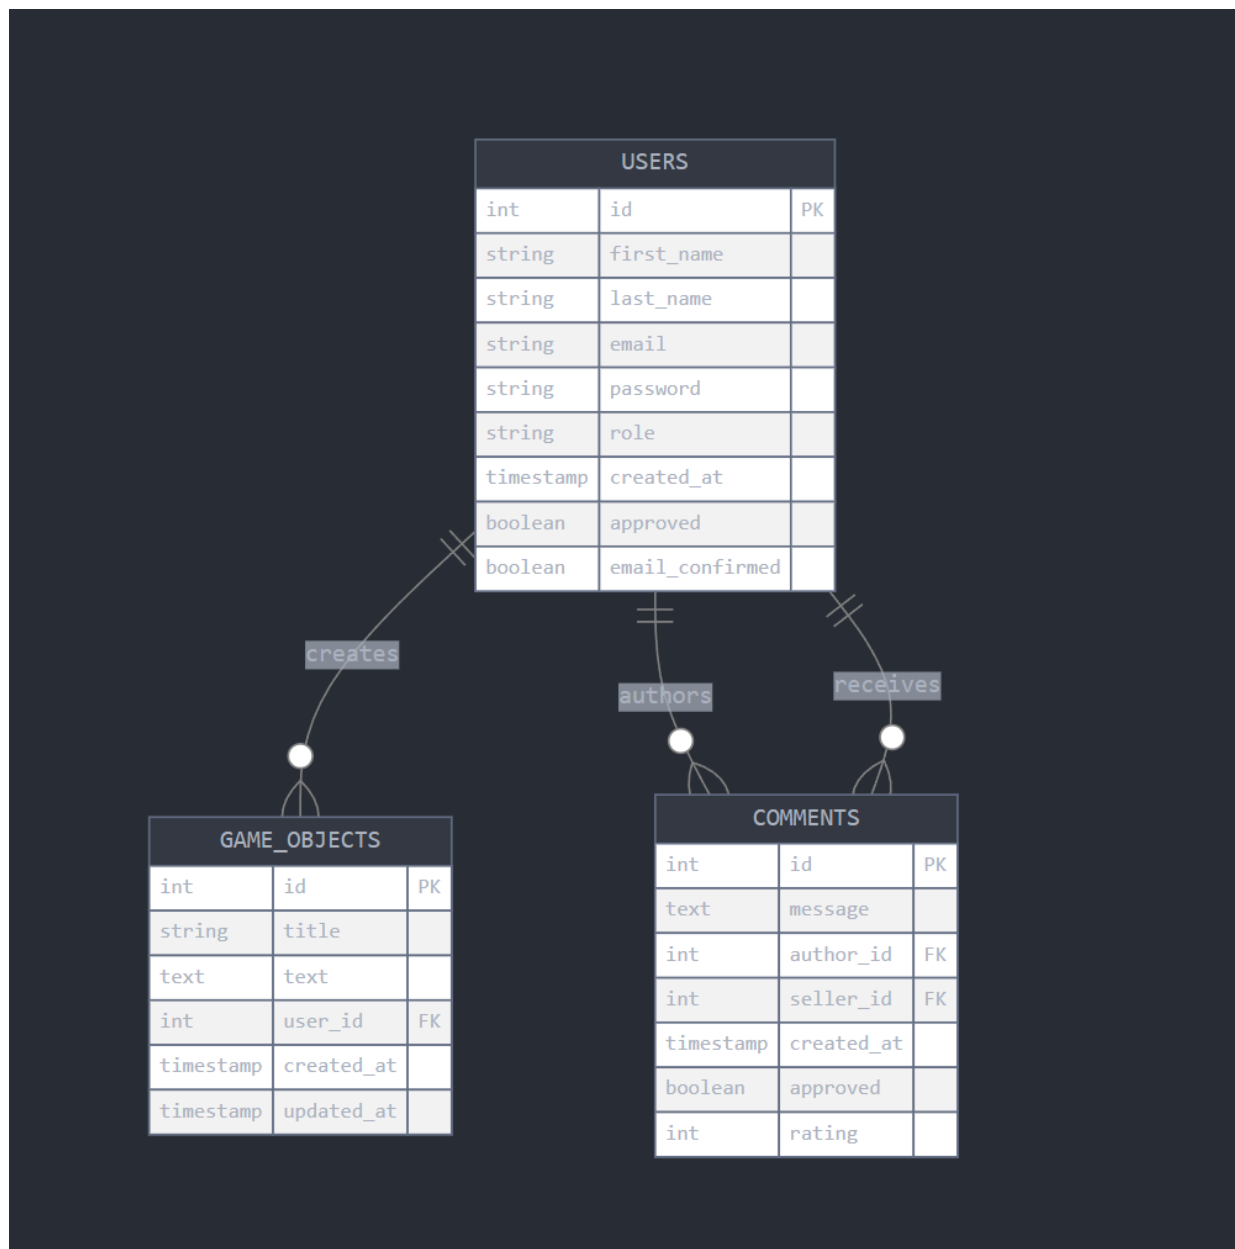 USERS
int id PK
string first_name
string last_name
string email
string password
string role
timestamp created_at
boolean approved
boolean email_confirmed
creates
authors
receives
GAME_OBJECTS
int id PK
string title
text text
int user_id FK
timestamp created_at
timestamp updated_at
COMMENTS
int id PK
text message
int author_id FK
int seller_id FK
timestamp created_at
boolean approved
int rating